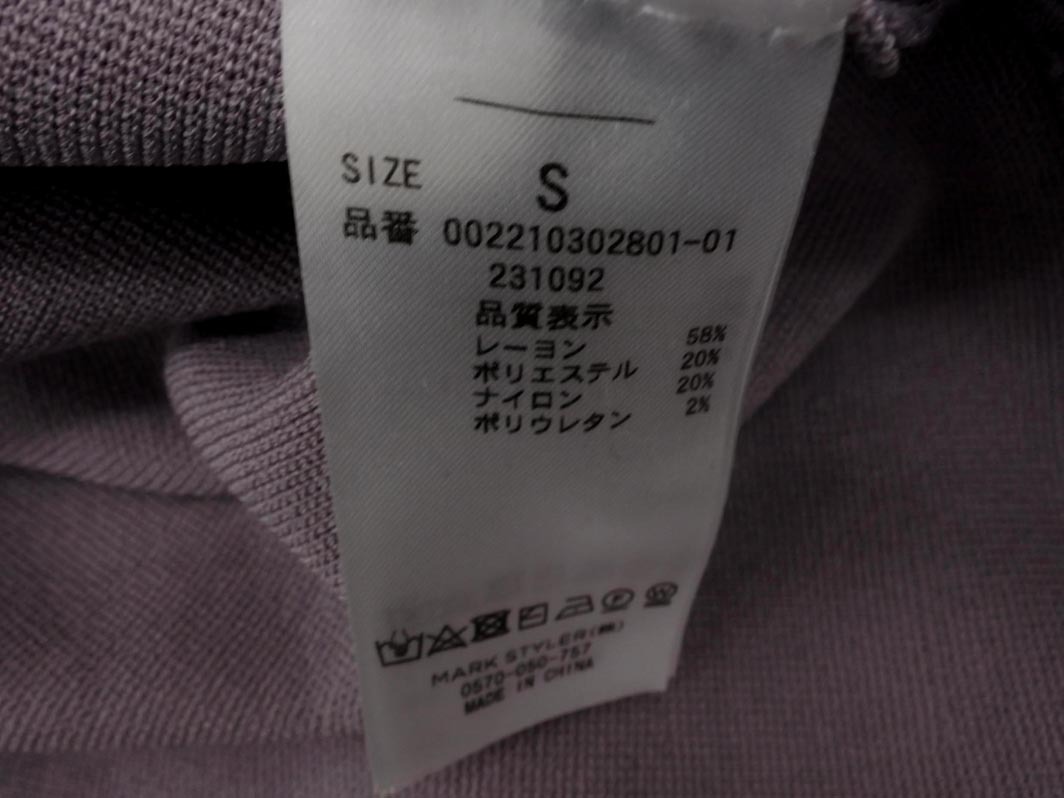 SIZE S
品番 002210302801-01
231092
品質表示
レーヨン 58%
ポリエステル 20%
ナイロン 20%
ポリウレタン 2%
MARK STYLER(株)
0570-050-757
MADE IN CHINA